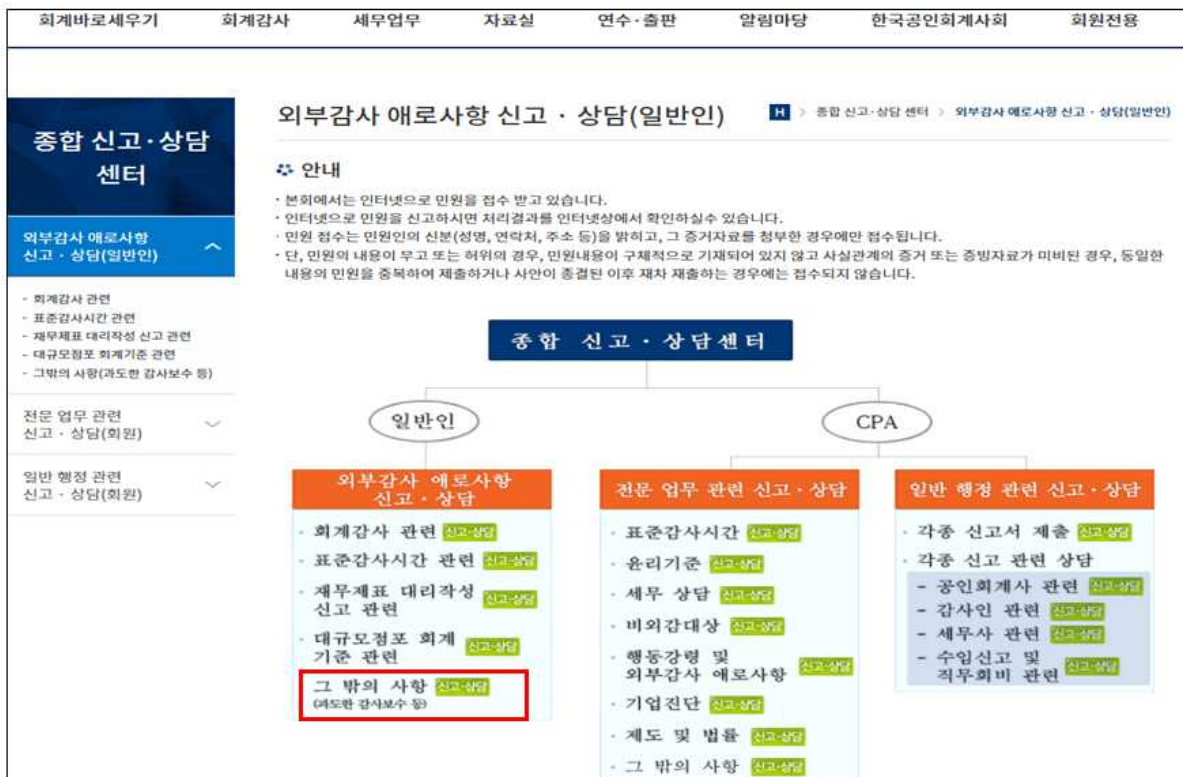 회계바로세우기 회계감사 세무업무 자료실 연수·출판 알림마당 한국공인회계사회 회원전용
종합 신고·상담
센터
외부감사 애로사항
신고·상담(일반인)
- 회계감사 관련
- 표준감사시간 관련
- 재무제표 대리작성 신고 관련
- 대규모점포 회계기준 관련
- 그밖의 사항(과도한 감사보수 등)
전문 업무 관련
신고·상담(회원)
일반 행정 관련
신고·상담(회원)
외부감사 애로사항 신고·상담(일반인)
H > 종합 신고·상담 센터 > 외부감사 애로사항 신고·상담(일반인)
안내
· 본회에서는 인터넷으로 민원을 접수 받고 있습니다.
· 인터넷으로 민원을 신고하시면 처리결과를 인터넷상에서 확인하실수 있습니다.
· 민원 접수는 민원인의 신분(성명, 연락처, 주소 등)을 밝히고, 그 증거자료를 첨부한 경우에만 접수됩니다.
· 단, 민원의 내용이 무고 또는 허위의 경우, 민원내용이 구체적으로 기재되어 있지 않고 사실관계의 증거 또는 증빙자료가 미비된 경우, 동일한
내용의 민원을 중복하여 제출하거나 사안이 종결된 이후 재차 재출하는 경우에는 접수되지 않습니다.
종합 신고·상담센터
일반인
CPA
외부감사 애로사항
신고·상담
· 회계감사 관련 신고·상담
· 표준감사시간 관련 신고·상담
· 재무제표 대리작성
신고 관련 신고·상담
· 대규모점포 회계
기준 관련 신고·상담
그 밖의 사항 신고·상담
(과도한 감사보수 등)
전문 업무 관련 신고·상담
· 표준감사시간 신고·상담
· 윤리기준 신고·상담
· 세무 상담 신고·상담
· 비외감대상 신고·상담
· 행동강령 및
외부감사 애로사항 신고·상담
· 기업진단 신고·상담
· 제도 및 법률 신고·상담
· 그 밖의 사항 신고·상담
일반 행정 관련 신고·상담
· 각종 신고서 제출 신고·상담
· 각종 신고 관련 상담
- 공인회계사 관련 신고·상담
- 감사인 관련 신고·상담
- 세무사 관련 신고·상담
- 수임신고 및
직무회비 관련 신고·상담